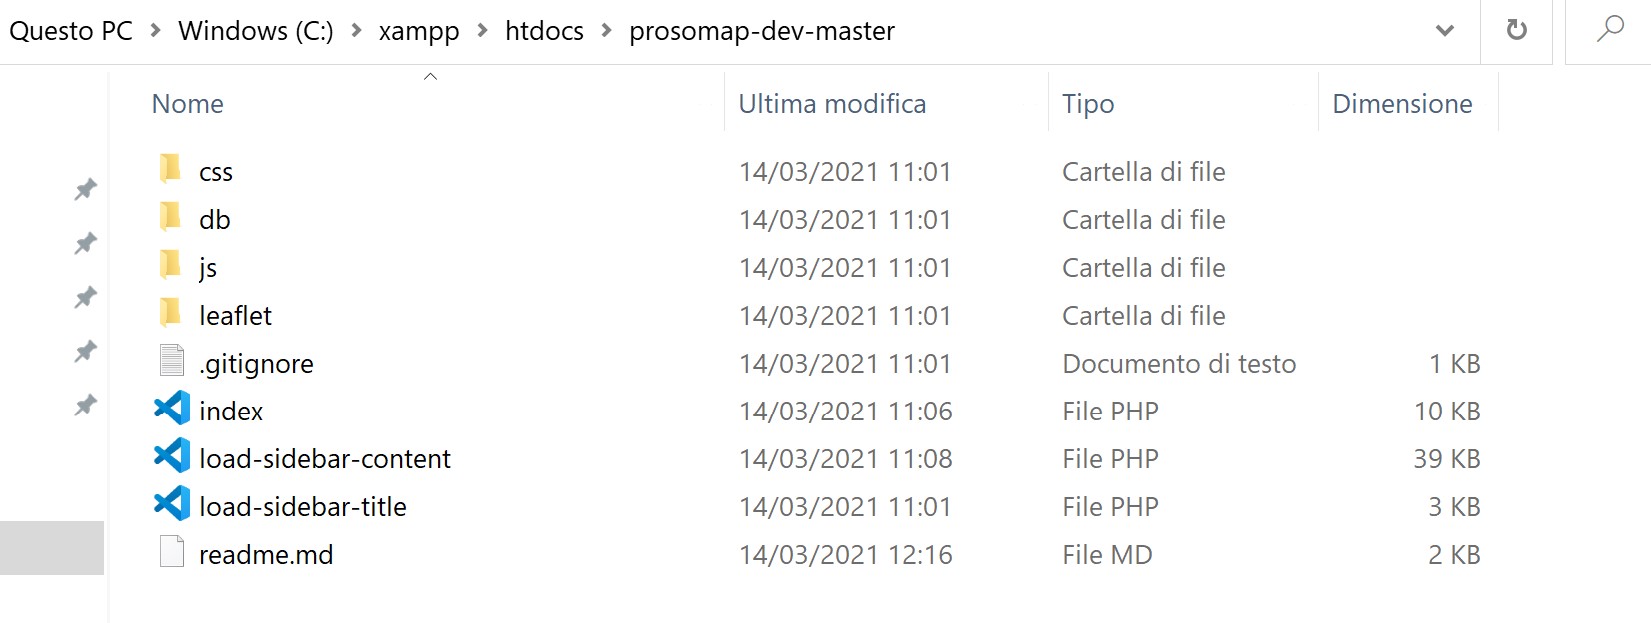 Questo PC > Windows (C:) > xampp > htdocs > prosomap-dev-master
Nome Ultima modifica Tipo Dimensione
css 14/03/2021 11:01 Cartella di file
db 14/03/2021 11:01 Cartella di file
js 14/03/2021 11:01 Cartella di file
leaflet 14/03/2021 11:01 Cartella di file
.gitignore 14/03/2021 11:01 Documento di testo 1 KB
index 14/03/2021 11:06 File PHP 10 KB
load-sidebar-content 14/03/2021 11:08 File PHP 39 KB
load-sidebar-title 14/03/2021 11:01 File PHP 3 KB
readme.md 14/03/2021 12:16 File MD 2 KB